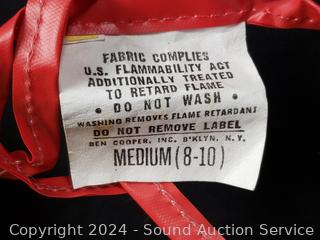 FABRIC COMPLIES
U.S. FLAMMABILITY ACT
ADDITIONALLY TREATED
TO RETARD FLAME
• DO NOT WASH •
WASHING REMOVES FLAME RETARDANT
DO NOT REMOVE LABEL
BEN COOPER, INC. B'KLYN, N.Y.
MEDIUM (8-10)
Copyright 2024 - Sound Auction Service